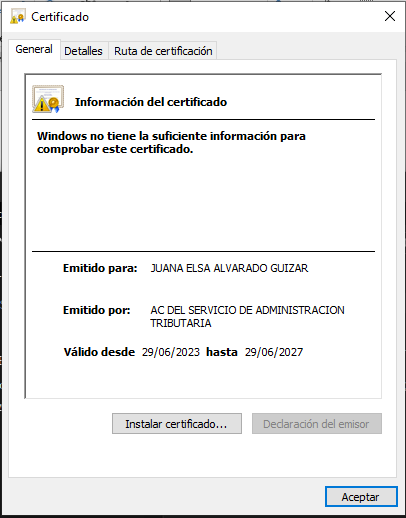 Certificado
General Detalles Ruta de certificación
Información del certificado
Windows no tiene la suficiente información para
comprobar este certificado.
Emitido para: JUANA ELSA ALVARADO GUIZAR
Emitido por: AC DEL SERVICIO DE ADMINISTRACION
TRIBUTARIA
Válido desde 29/06/2023 hasta 29/06/2027
Instalar certificado... Declaración del emisor
Aceptar